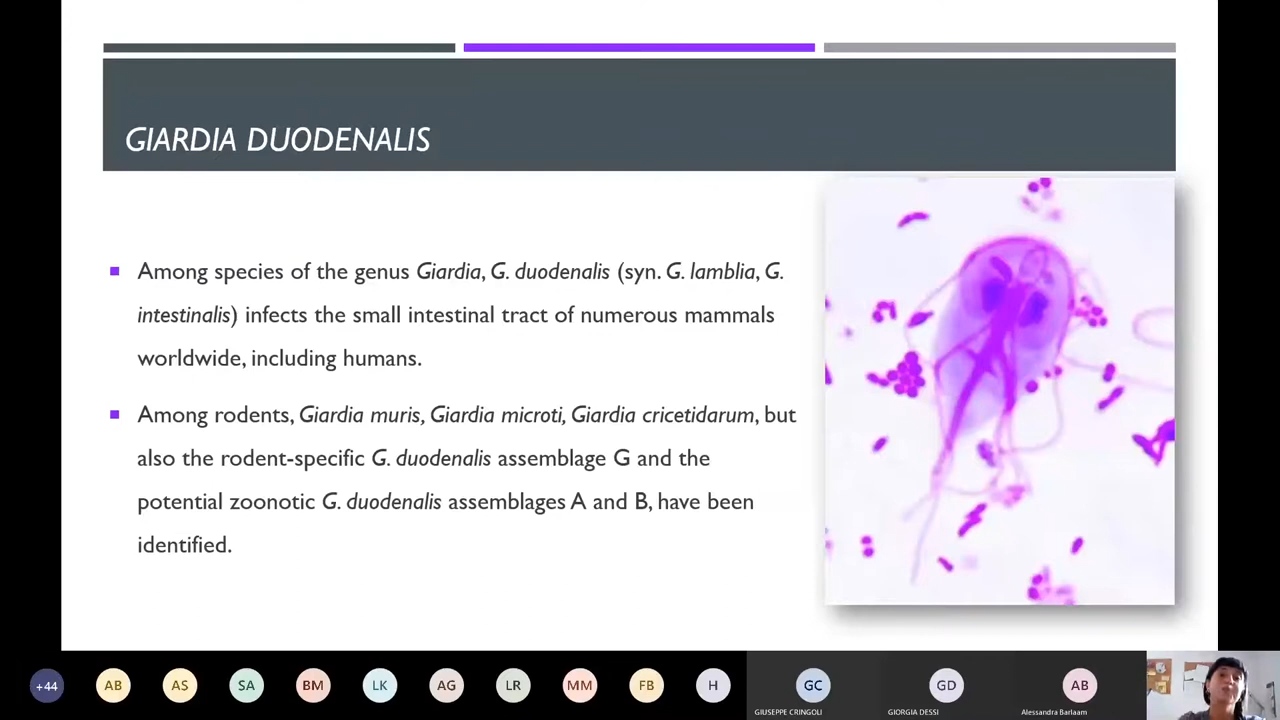 GIARDIA DUODENALIS
Among species of the genus Giardia, G. duodenalis (syn. G. lamblia, G.
intestinalis) infects the small intestinal tract of numerous mammals
worldwide, including humans.
Among rodents, Giardia muris, Giardia microti, Giardia cricetidarum, but
also the rodent-specific G. duodenalis assemblage G and the
potential zoonotic G. duodenalis assemblages A and B, have been
identified.
+44 AB AS SA BM LK AG LR MM FB H GC GD AB
GIUSEPPE CRINGOLI GIORGIA DESSI Alessandra Barlaam